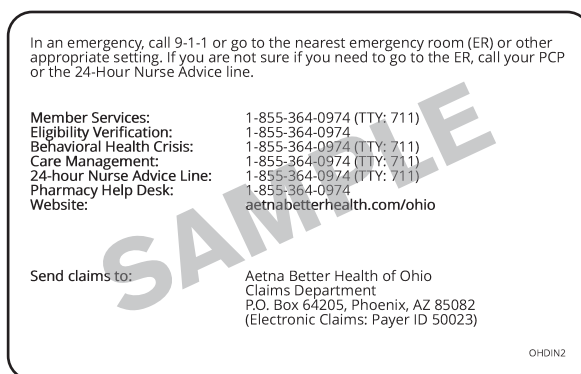 In an emergency, call 9-1-1 or go to the nearest emergency room (ER) or other
appropriate setting. If you are not sure if you need to go to the ER, call your PCP
or the 24-Hour Nurse Advice line.
Member Services: 1-855-364-0974 (TTY: 711)
Eligibility Verification: 1-855-364-0974
Behavioral Health Crisis: 1-855-364-0974 (TTY: 711)
Care Management: 1-855-364-0974 (TTY: 711)
24-hour Nurse Advice Line: 1-855-364-0974 (TTY: 711)
Pharmacy Help Desk: 1-855-364-0974
Website: aetnabetterhealth.com/ohio
SAMPLE
Send claims to: Aetna Better Health of Ohio
Claims Department
P.O. Box 64205, Phoenix, AZ 85082
(Electronic Claims: Payer ID 50023)
OHDIN2